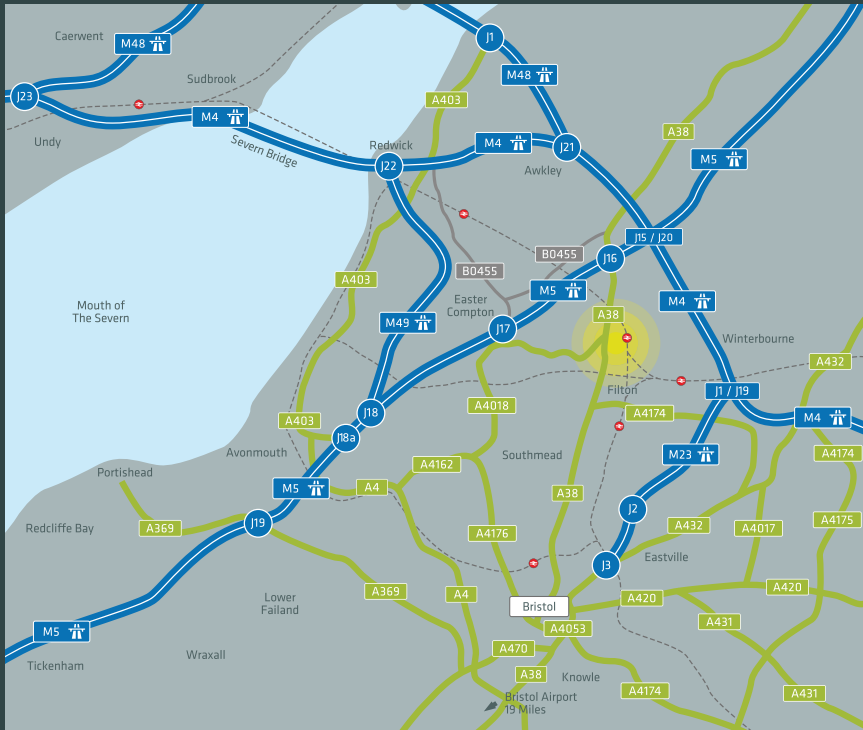 Caerwent
M48
J1
Sudbrook
M48
J23
A403
M4
A38
Undy
Redwick
M4
J21
Severn Bridge
J22
Awkley
M5
J15 / J20
B0455
J16
B0455
A403
M5
M4
Mouth of
The Severn
Easter
Compton
A38
M49
J17
Winterbourne
A432
Filton
J1 / J19
A4018
J18
A4174
M4
A403
J18a
Avonmouth
Southmead
M23
A4174
A4162
Portishead
M5
A4
A38
J2
J19
A4175
Redcliffe Bay
A369
A432
A4017
A4176
Eastville
J3
A369
A4
A420
A420
Lower
Failand
Bristol
A431
M5
A4053
A470
Wraxall
Tickenham
A38
Knowle
A4174
A431
Bristol Airport
19 Miles